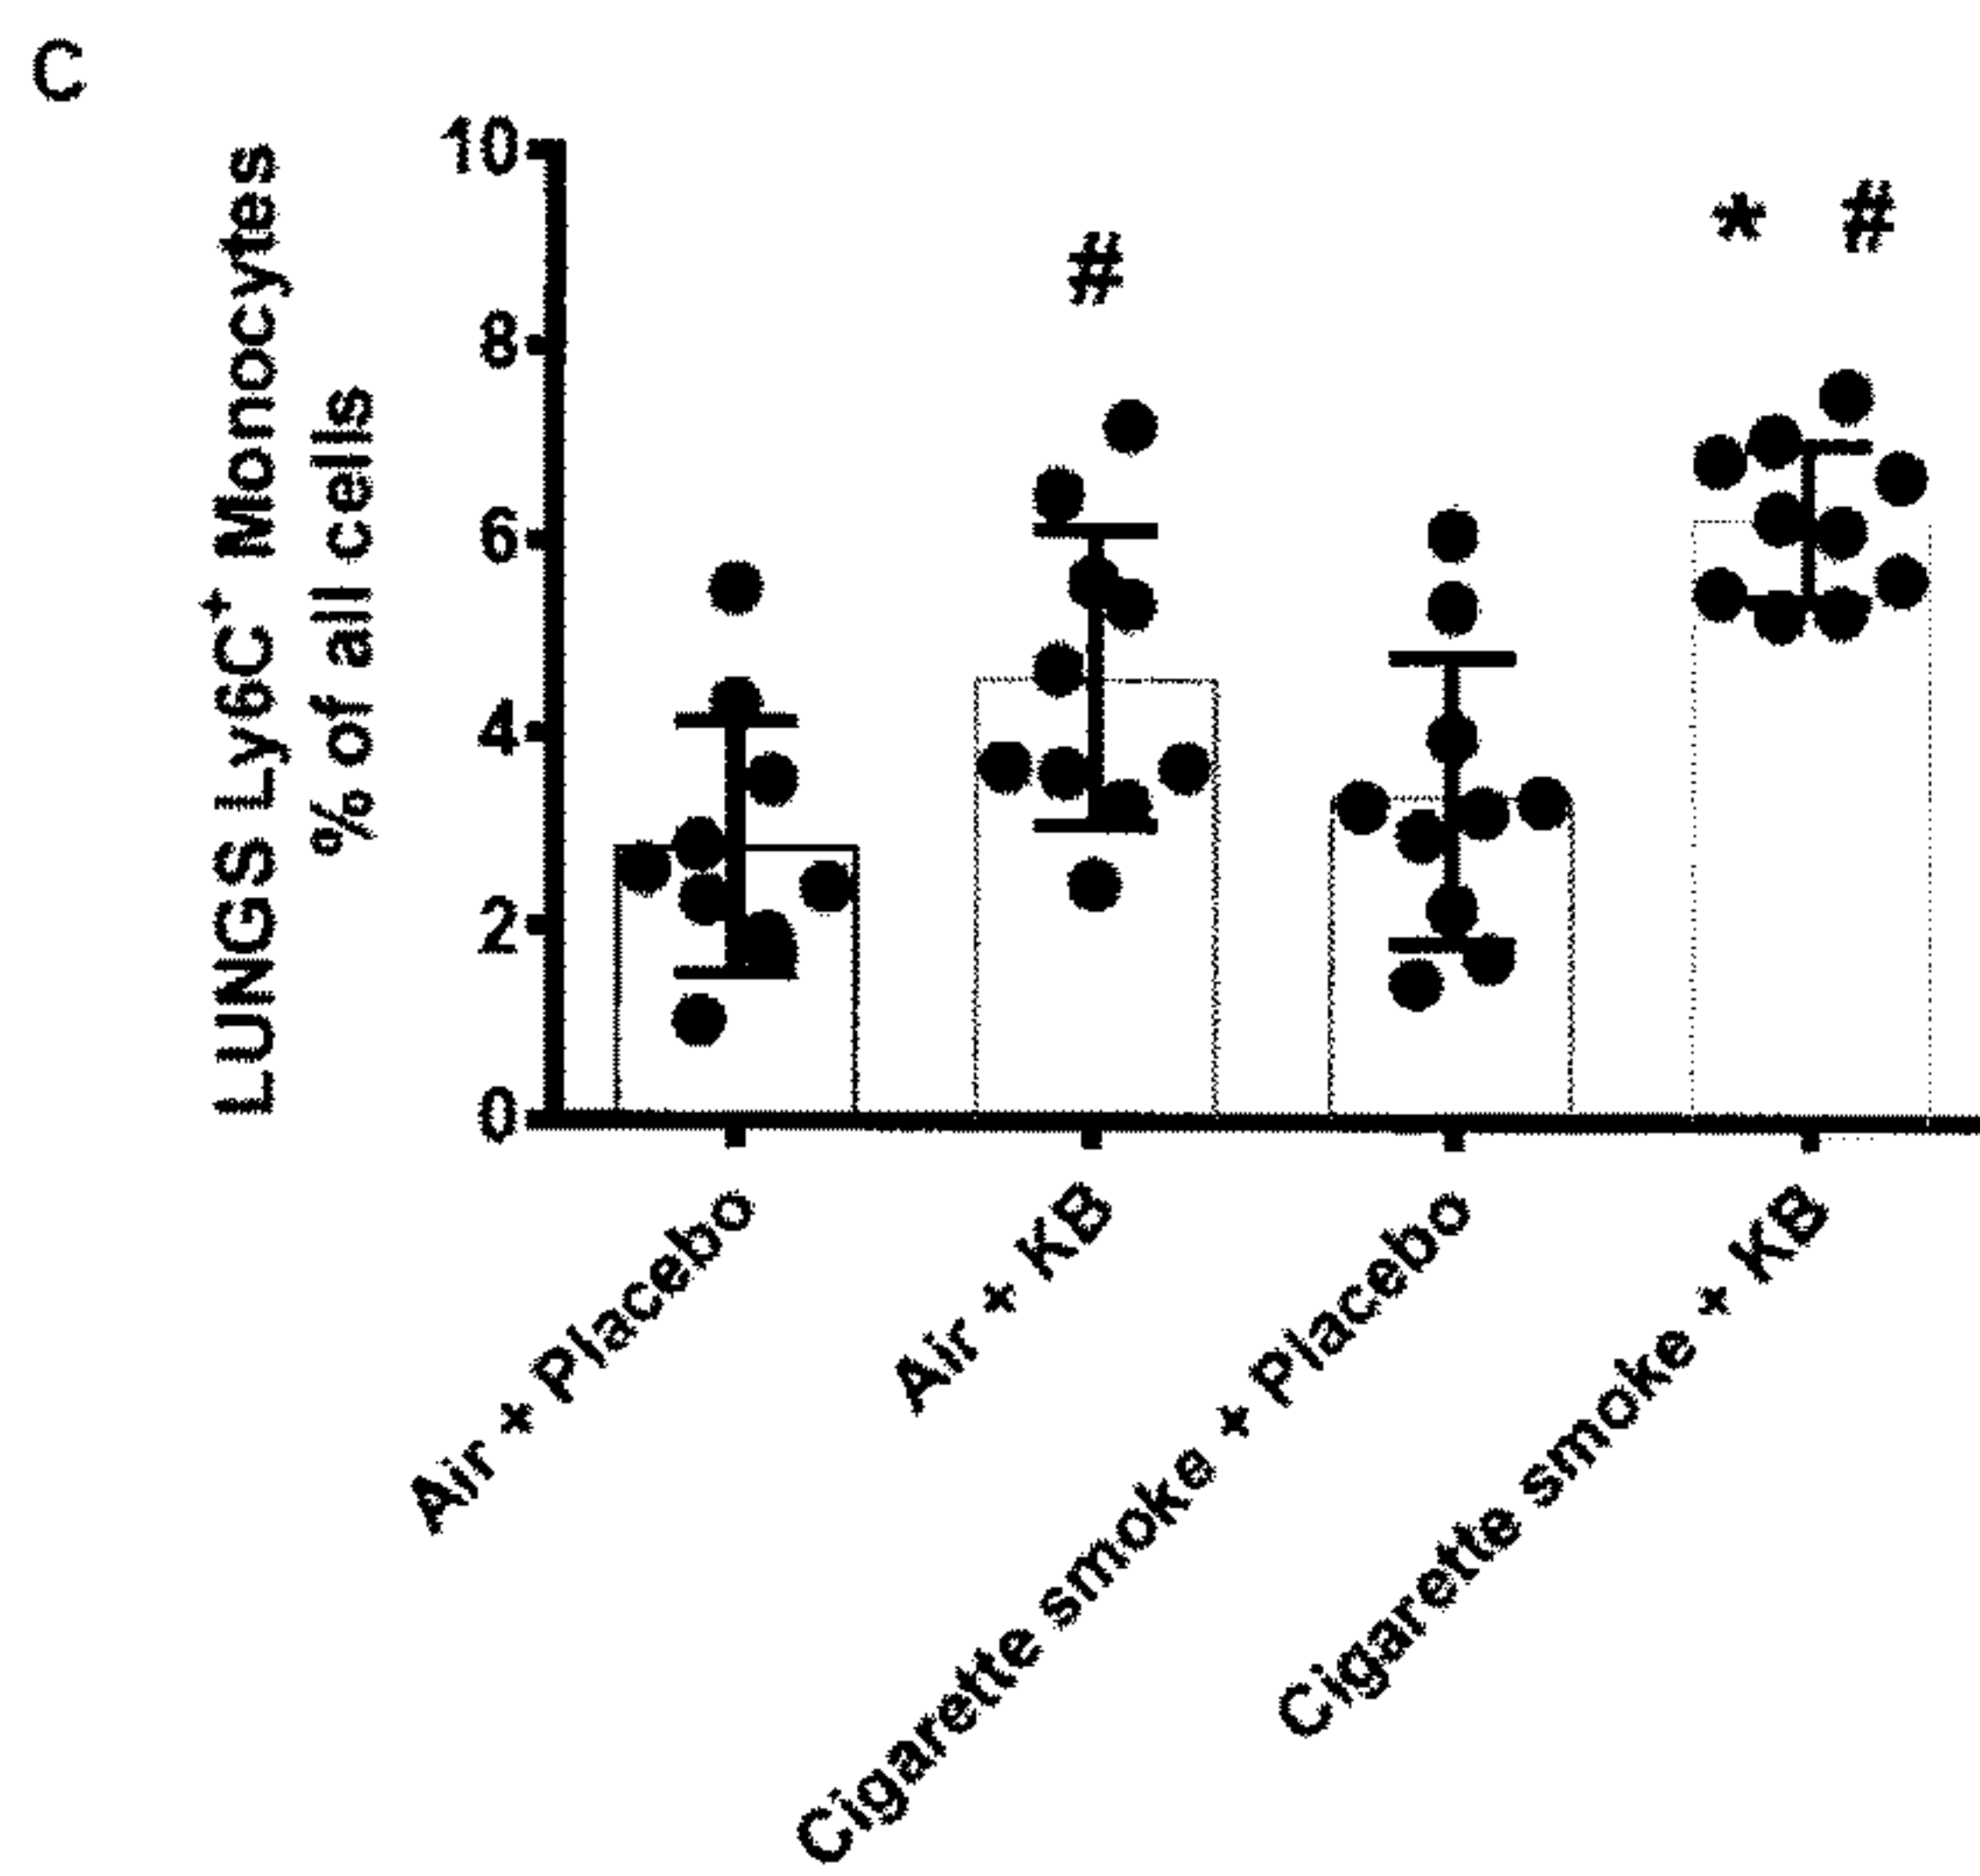 C
LUNGS Ly6C⁺ Monocytes
% of all cells
10
8
6
4
2
0
#
* #
Air + Placebo
Air + KB
Cigarette smoke + Placebo
Cigarette smoke + KB